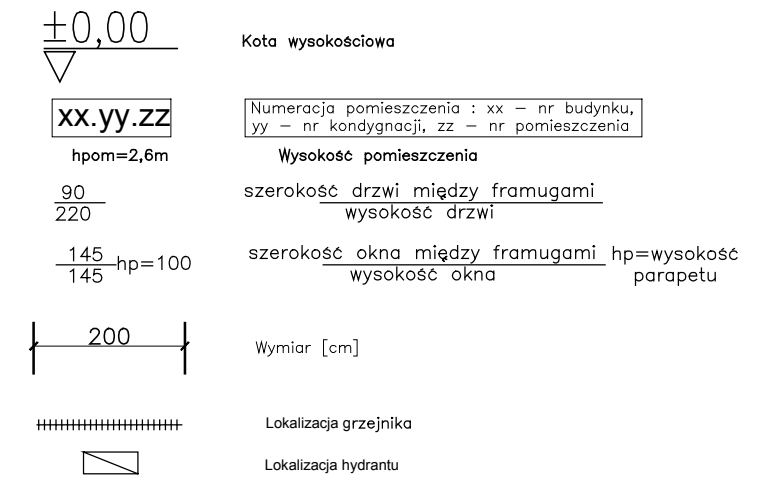 ±0,00
Kota wysokościowa
xx.yy.zz
Numeracja pomieszczenia : xx – nr budynku,
yy – nr kondygnacji, zz – nr pomieszczenia
hpom=2,6m
Wysokość pomieszczenia
90
220
szerokość drzwi między framugami
wysokość drzwi
145
145
hp=100
szerokość okna między framugami
wysokość okna
hp=wysokość
parapetu
200
Wymiar [cm]
Lokalizacja grzejnika
Lokalizacja hydrantu